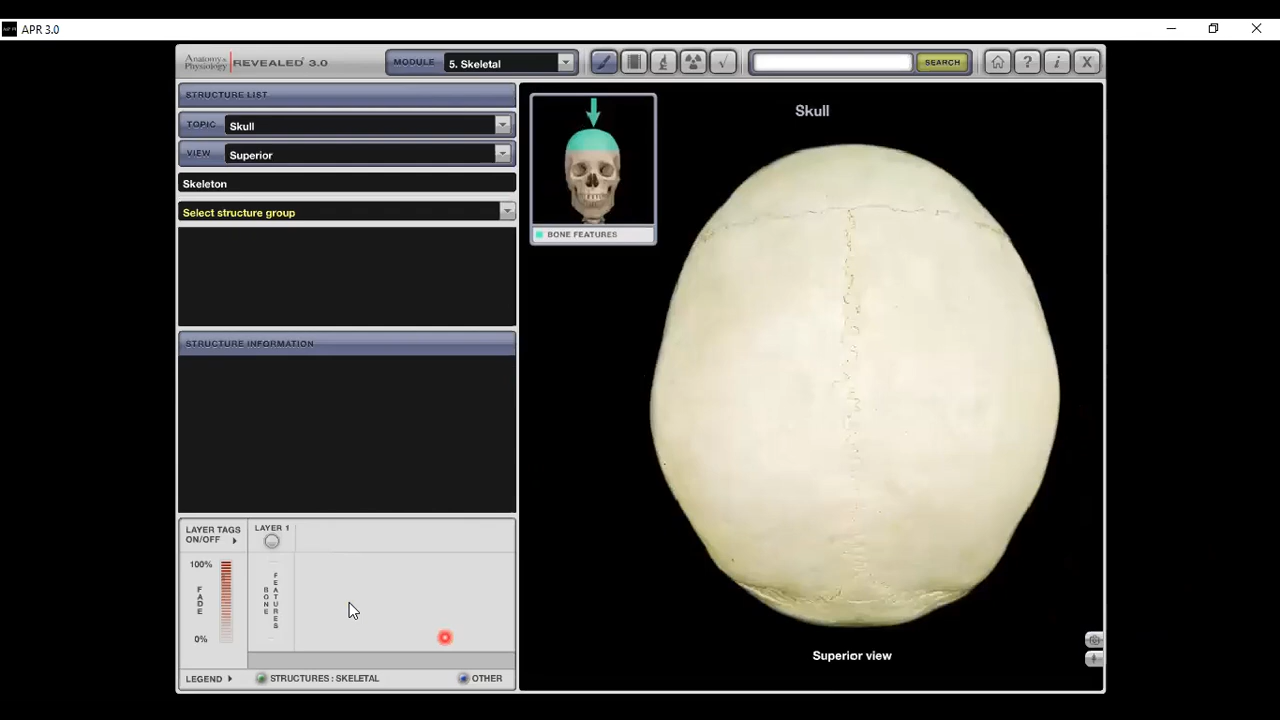 APR 3.0
Anatomy & Physiology REVEALED® 3.0
MODULE 5. Skeletal
SEARCH
? i X
STRUCTURE LIST
TOPIC Skull
VIEW Superior
Skeleton
Select structure group
BONE FEATURES
Skull
STRUCTURE INFORMATION
LAYER TAGS
ON/OFF
LAYER 1
100%
FADE
0%
BONE FEATURES
LEGEND
STRUCTURES : SKELETAL
OTHER
Superior view